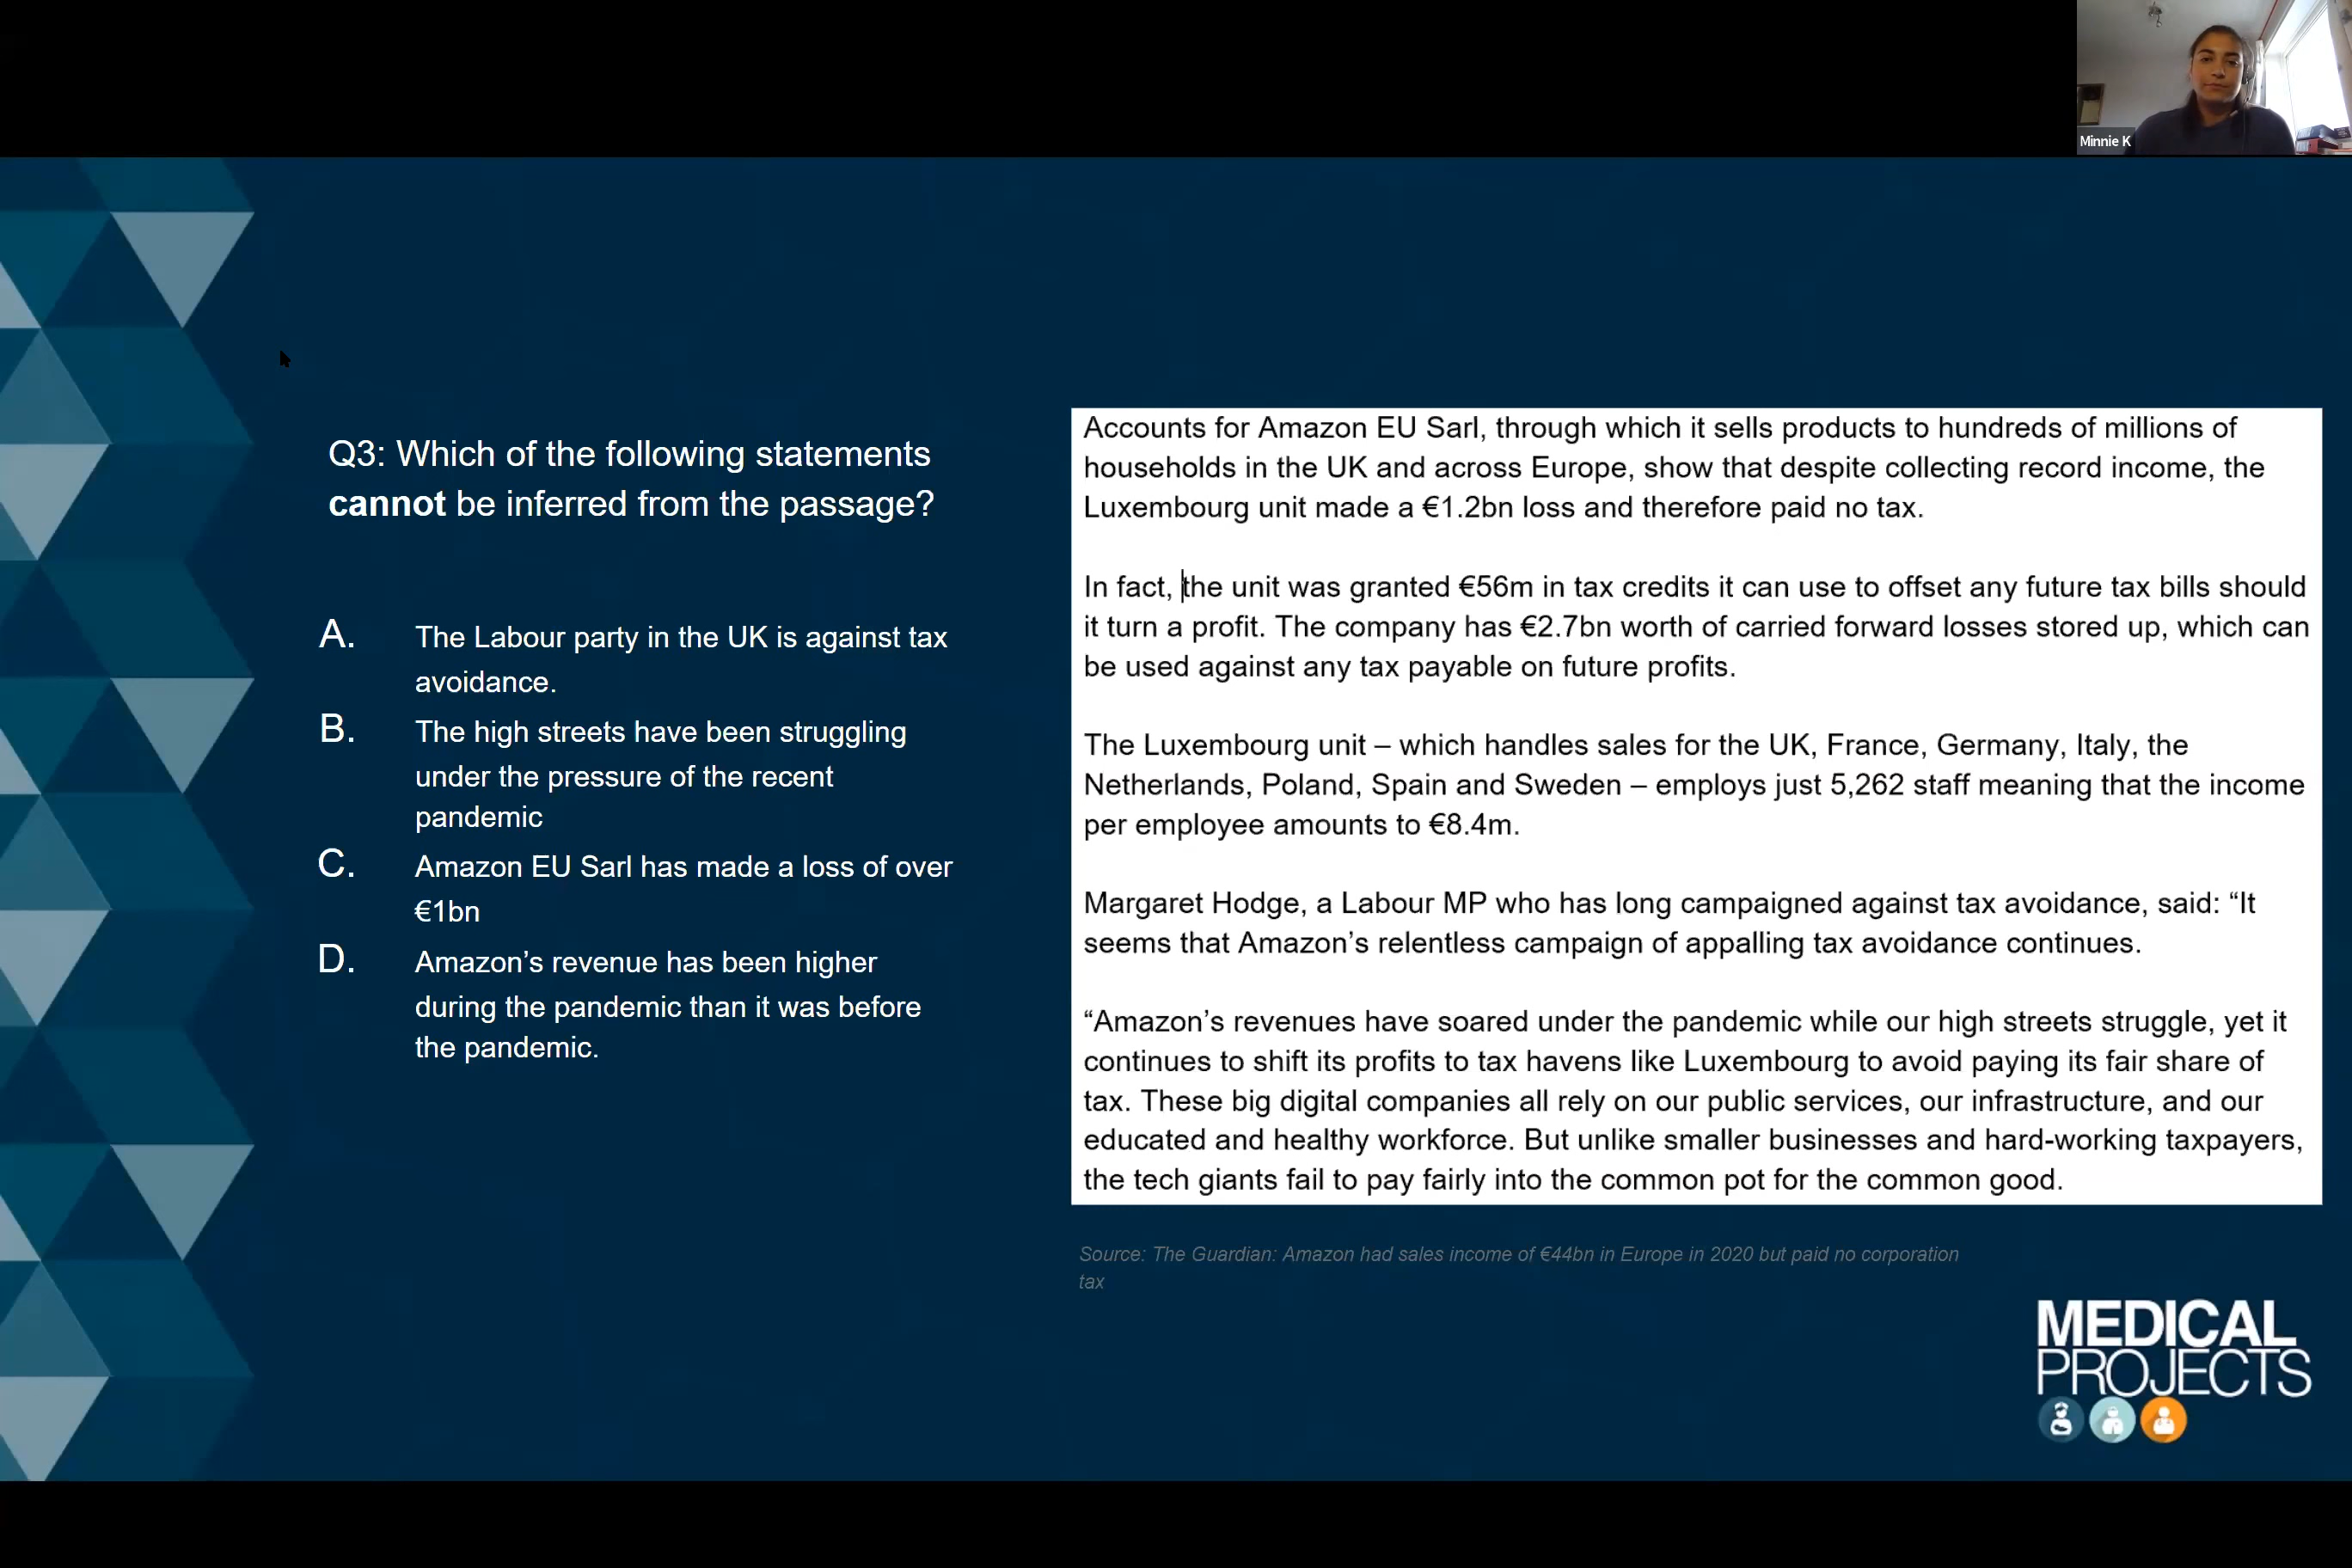 Minnie K
Q3: Which of the following statements
cannot be inferred from the passage?
A. The Labour party in the UK is against tax
avoidance.
B. The high streets have been struggling
under the pressure of the recent
pandemic
C. Amazon EU Sarl has made a loss of over
€1bn
D. Amazon’s revenue has been higher
during the pandemic than it was before
the pandemic.
Accounts for Amazon EU Sarl, through which it sells products to hundreds of millions of
households in the UK and across Europe, show that despite collecting record income, the
Luxembourg unit made a €1.2bn loss and therefore paid no tax.
In fact, the unit was granted €56m in tax credits it can use to offset any future tax bills should
it turn a profit. The company has €2.7bn worth of carried forward losses stored up, which can
be used against any tax payable on future profits.
The Luxembourg unit – which handles sales for the UK, France, Germany, Italy, the
Netherlands, Poland, Spain and Sweden – employs just 5,262 staff meaning that the income
per employee amounts to €8.4m.
Margaret Hodge, a Labour MP who has long campaigned against tax avoidance, said: “It
seems that Amazon’s relentless campaign of appalling tax avoidance continues.
“Amazon’s revenues have soared under the pandemic while our high streets struggle, yet it
continues to shift its profits to tax havens like Luxembourg to avoid paying its fair share of
tax. These big digital companies all rely on our public services, our infrastructure, and our
educated and healthy workforce. But unlike smaller businesses and hard-working taxpayers,
the tech giants fail to pay fairly into the common pot for the common good.
Source: The Guardian: Amazon had sales income of €44bn in Europe in 2020 but paid no corporation
tax
MEDICAL
PROJECTS